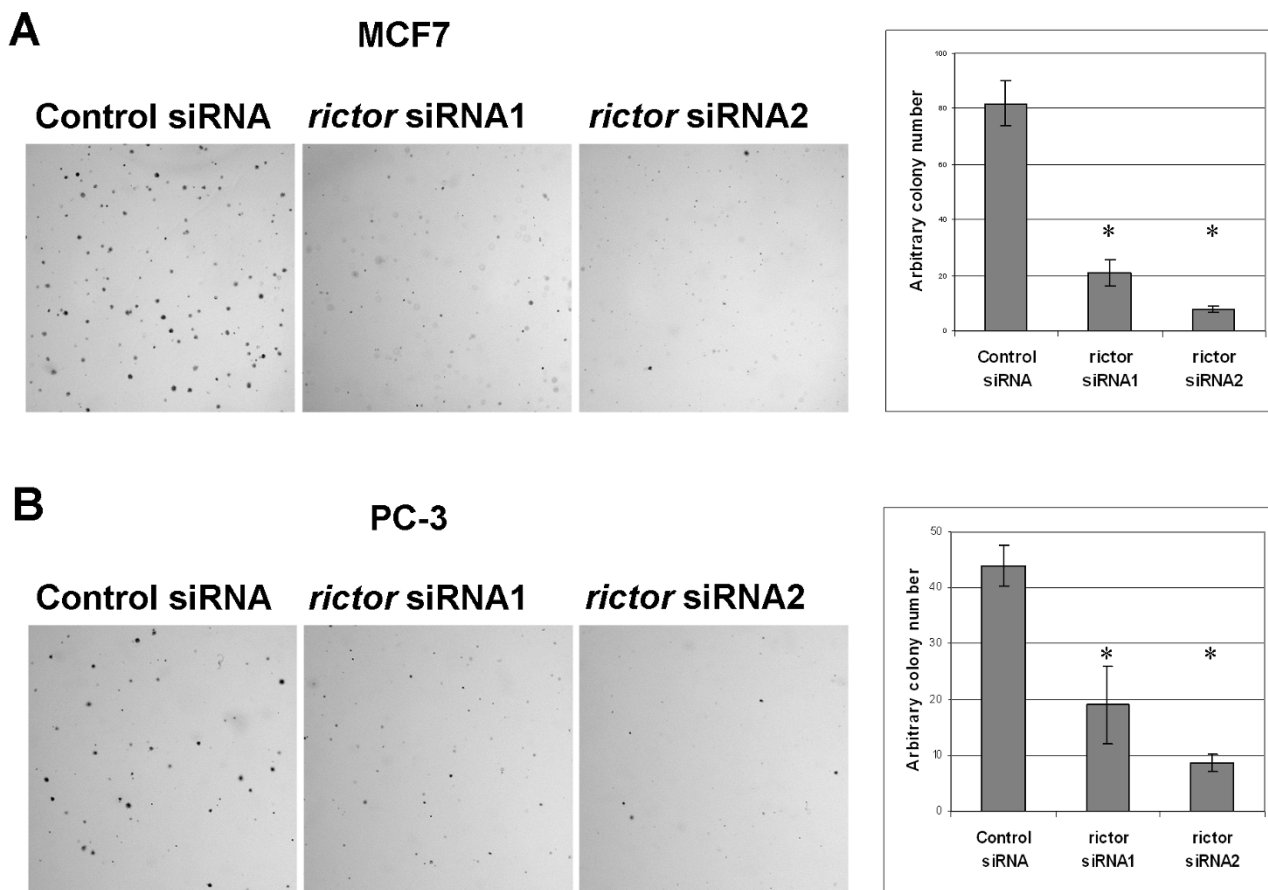 A
MCF7
Control siRNA rictor siRNA1 rictor siRNA2
Arbitrary colony number
100
80
60
40
20
0
* *
Control siRNA
rictor siRNA1
rictor siRNA2
B
PC-3
Control siRNA rictor siRNA1 rictor siRNA2
Arbitrary colony number
50
40
30
20
10
0
* *
Control siRNA
rictor siRNA1
rictor siRNA2